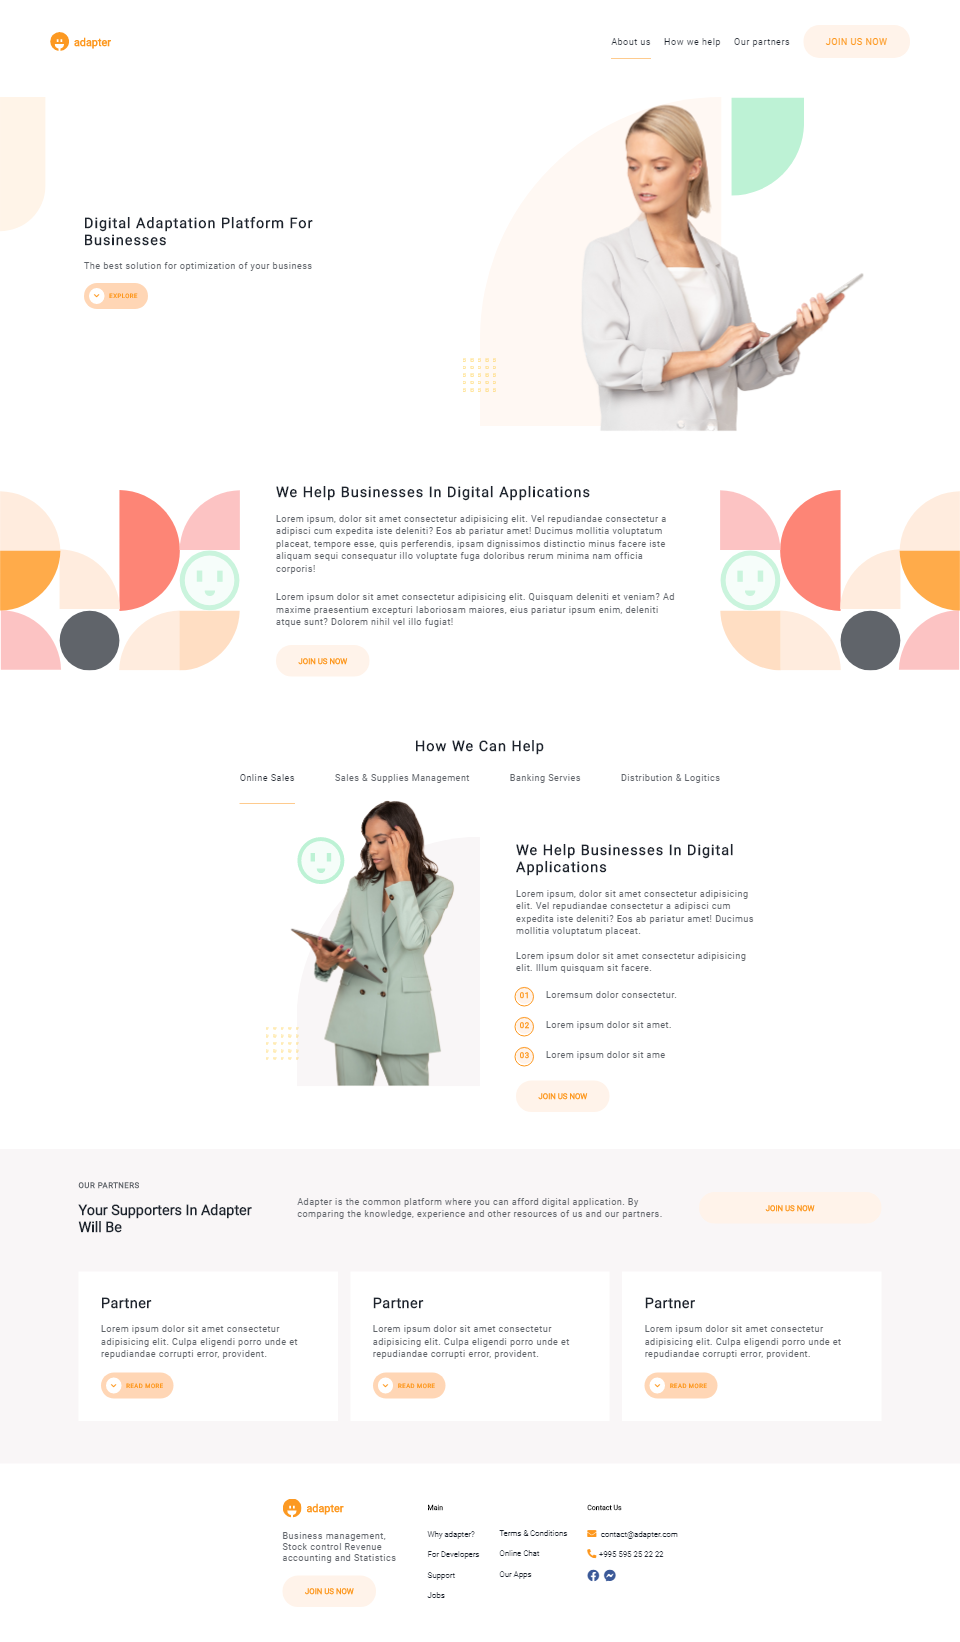 adapter
About us
How we help
Our partners
JOIN US NOW
Digital Adaptation Platform For
Businesses
The best solution for optimization of your business
EXPLORE
We Help Businesses In Digital Applications
Lorem ipsum, dolor sit amet consectetur adipisicing elit. Vel repudiandae consectetur a
adipisci cum expedita iste deleniti? Eos ab pariatur amet! Ducimus mollitia voluptatum
placeat, tempore esse, quis perferendis, ipsam dignissimos distinctio minus facere iste
aliquam sequi consequatur illo voluptate fuga doloribus rerum minima nam officia
corporis!
Lorem ipsum dolor sit amet consectetur adipisicing elit. Quisquam deleniti et veniam? Ad
maxime praesentium excepturi laboriosam maiores, eius pariatur ipsum enim, deleniti
atque sunt? Dolorem nihil vel illo fugiat!
JOIN US NOW
How We Can Help
Online Sales
Sales & Supplies Management
Banking Servies
Distribution & Logitics
We Help Businesses In Digital
Applications
Lorem ipsum, dolor sit amet consectetur adipisicing
elit. Vel repudiandae consectetur a adipisci cum
expedita iste deleniti? Eos ab pariatur amet! Ducimus
mollitia voluptatum placeat.
Lorem ipsum dolor sit amet consectetur adipisicing
elit. Illum quisquam sit facere.
01 Loremsum dolor consectetur.
02 Lorem ipsum dolor sit amet.
03 Lorem ipsum dolor sit ame
JOIN US NOW
OUR PARTNERS
Your Supporters In Adapter
Will Be
Adapter is the common platform where you can afford digital application. By
comparing the knowledge, experience and other resources of us and our partners.
JOIN US NOW
Partner
Lorem ipsum dolor sit amet consectetur
adipisicing elit. Culpa eligendi porro unde et
repudiandae corrupti error, provident.
READ MORE
Partner
Lorem ipsum dolor sit amet consectetur
adipisicing elit. Culpa eligendi porro unde et
repudiandae corrupti error, provident.
READ MORE
Partner
Lorem ipsum dolor sit amet consectetur
adipisicing elit. Culpa eligendi porro unde et
repudiandae corrupti error, provident.
READ MORE
adapter
Business management,
Stock control Revenue
accounting and Statistics
JOIN US NOW
Main
Why adapter?
For Developers
Support
Jobs
Terms & Conditions
Online Chat
Our Apps
Contact Us
contact@adapter.com
+995 595 25 22 22